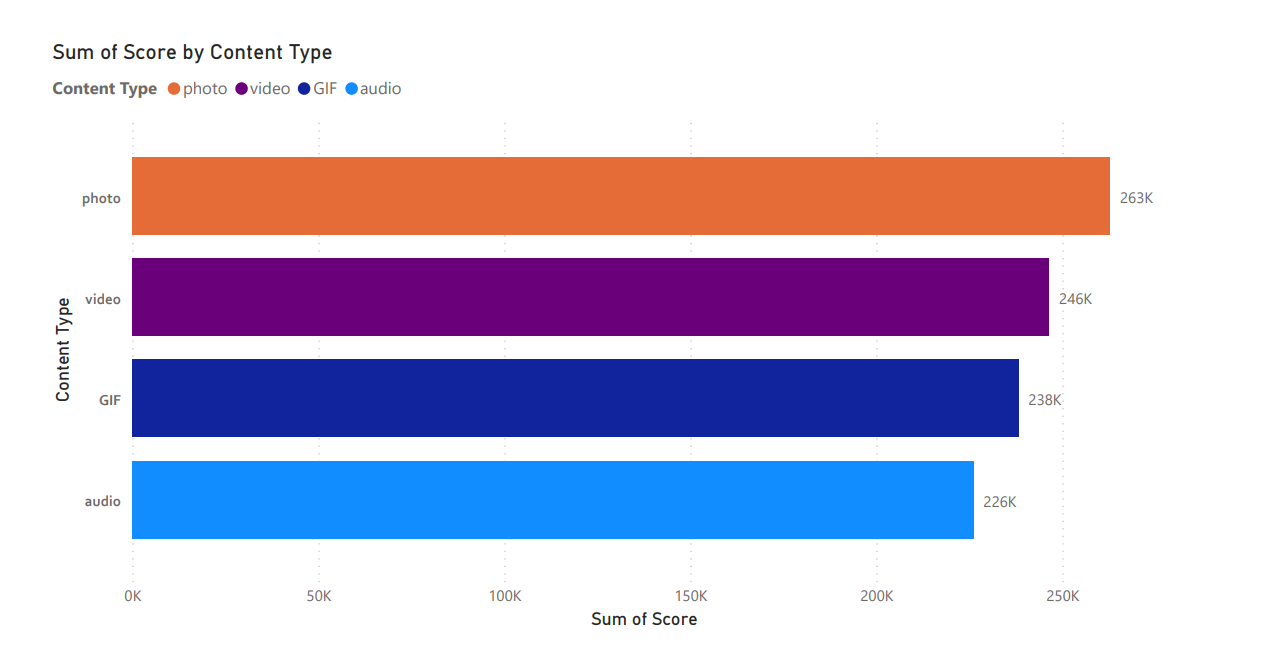 Sum of Score by Content Type
Content Type photo video GIF audio
photo
263K
video
246K
GIF
238K
audio
226K
Content Type
0K 50K 100K 150K 200K 250K
Sum of Score